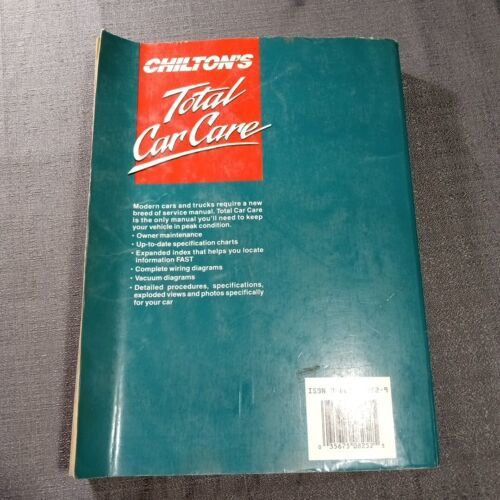 CHILTON'S
Total
Car Care
Modern cars and trucks require a new
breed of service manual. Total Car Care
is the only manual you'll need to keep
your vehicle in peak condition.
• Owner maintenance
• Up-to-date specification charts
• Expanded index that helps you locate
information FAST
• Complete wiring diagrams
• Vacuum diagrams
• Detailed procedures, specifications,
exploded views and photos specifically
for your car
ISBN